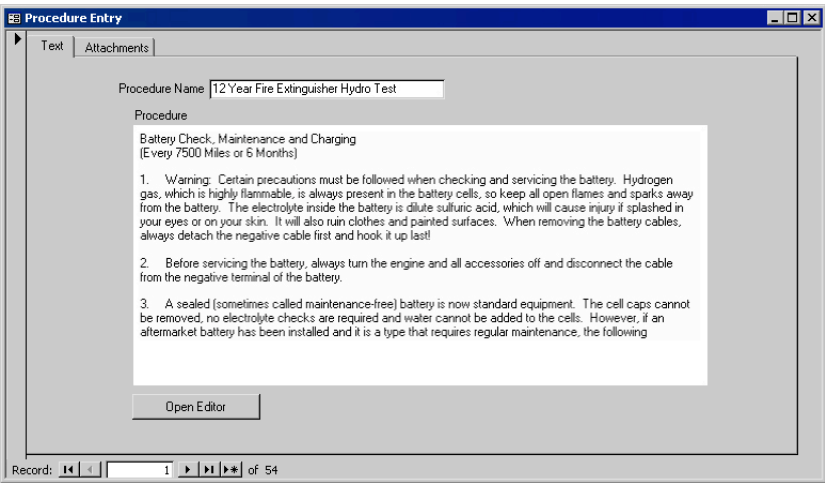 Procedure Entry
Text
Attachments
Procedure Name 12 Year Fire Extinguisher Hydro Test
Procedure
Battery Check, Maintenance and Charging
(Every 7500 Miles or 6 Months)
1. Warning: Certain precautions must be followed when checking and servicing the battery. Hydrogen
gas, which is highly flammable, is always present in the battery cells, so keep all open flames and sparks away
from the battery. The electrolyte inside the battery is dilute sulfuric acid, which will cause injury if splashed in
your eyes or on your skin. It will also ruin clothes and painted surfaces. When removing the battery cables,
always detach the negative cable first and hook it up last!
2. Before servicing the battery, always turn the engine and all accessories off and disconnect the cable
from the negative terminal of the battery.
3. A sealed (sometimes called maintenance-free) battery is now standard equipment. The cell caps cannot
be removed, no electrolyte checks are required and water cannot be added to the cells. However, if an
aftermarket battery has been installed and it is a type that requires regular maintenance, the following
Open Editor
Record: 1 of 54